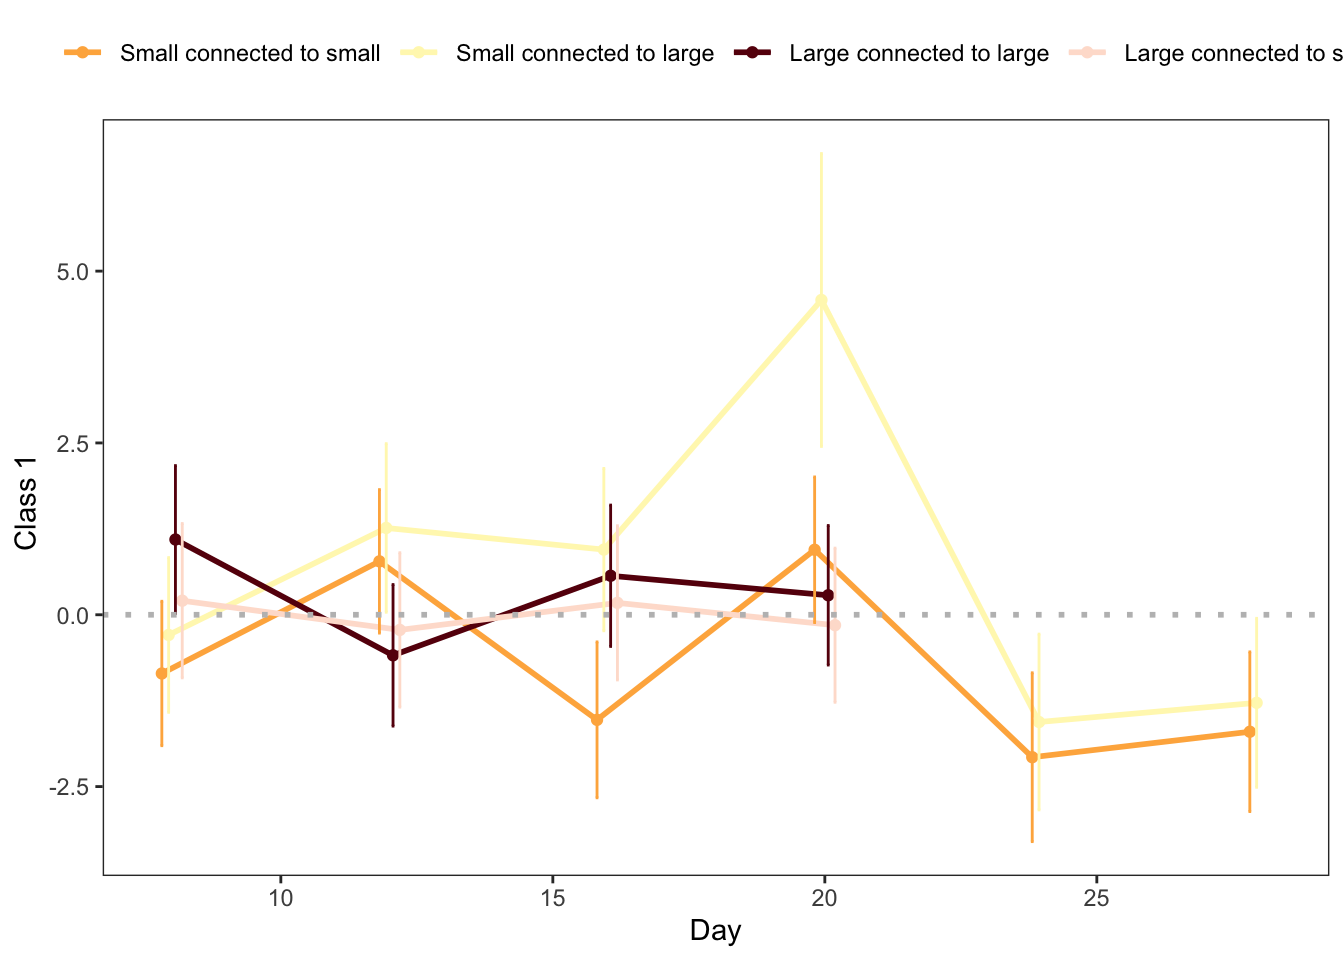 Small connected to small Small connected to large Large connected to large Large connected to s
5.0
2.5
0.0
-2.5
Class 1
10 15 20 25
Day